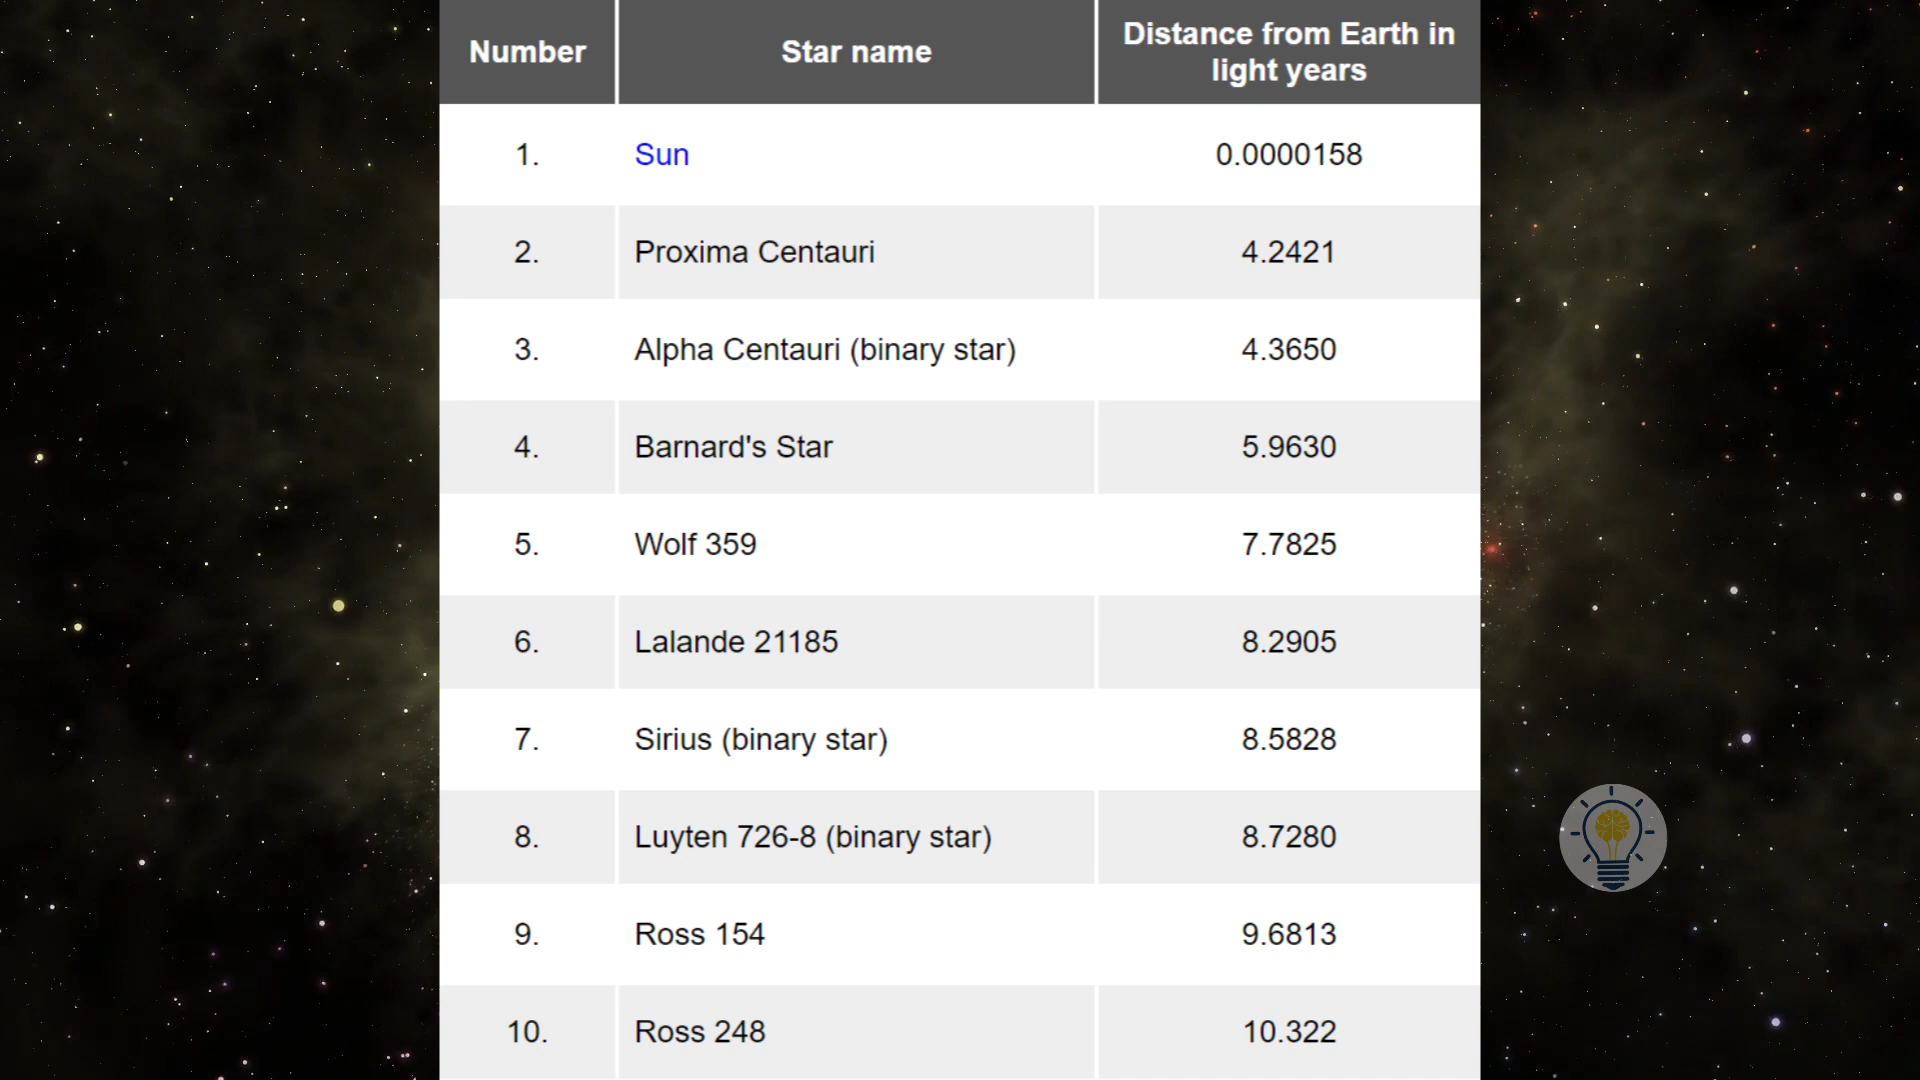 Number Star name Distance from Earth in light years
1. Sun 0.0000158
2. Proxima Centauri 4.2421
3. Alpha Centauri (binary star) 4.3650
4. Barnard's Star 5.9630
5. Wolf 359 7.7825
6. Lalande 21185 8.2905
7. Sirius (binary star) 8.5828
8. Luyten 726-8 (binary star) 8.7280
9. Ross 154 9.6813
10. Ross 248 10.322